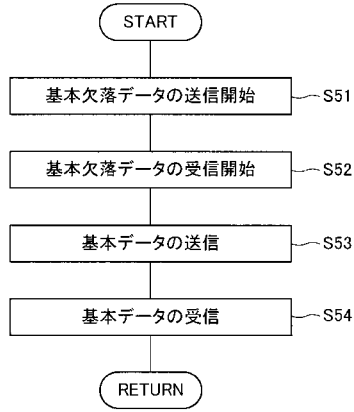 START
基本欠落データの送信開始 S51
基本欠落データの受信開始 S52
基本データの送信 S53
基本データの受信 S54
RETURN